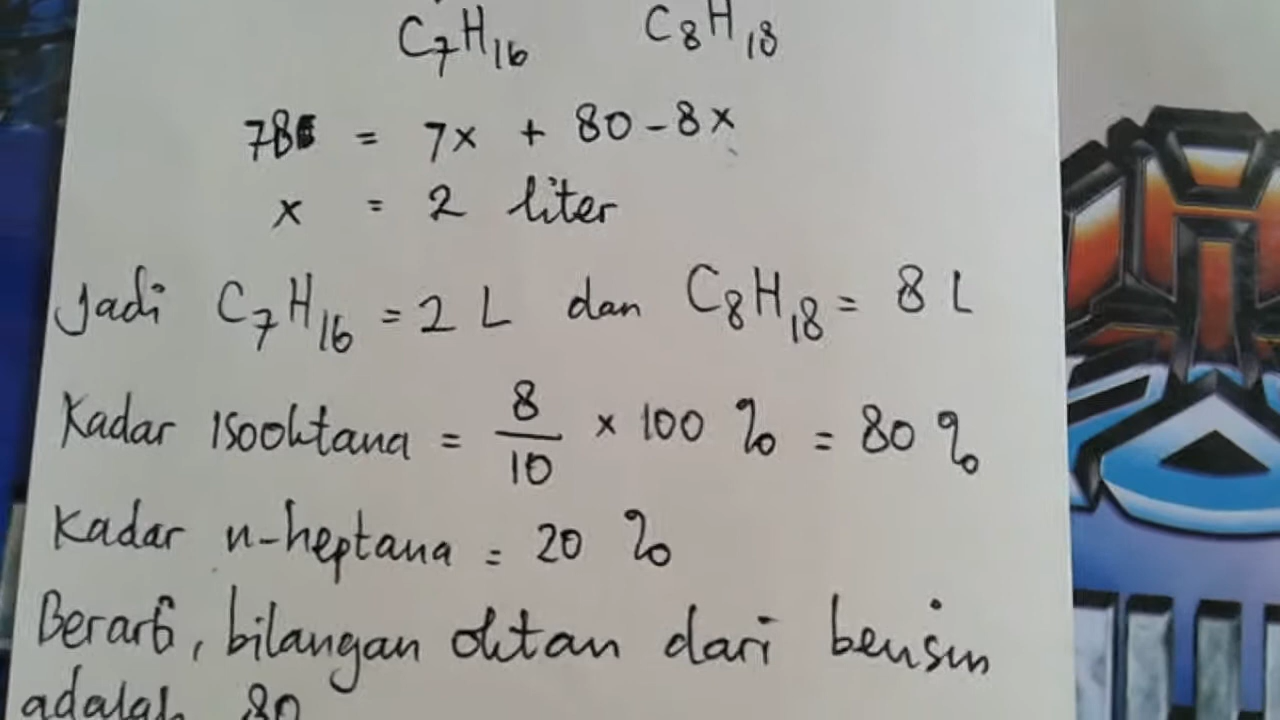 C₇H₁₆ C₈H₁₈
78 = 7x + 80 - 8x
x = 2 liter
Jadi C₇H₁₆ = 2 L dan C₈H₁₈ = 8 L
Kadar isooktana = 8/10 × 100 % = 80 %
Kadar n-heptana = 20 %
Berarti, bilangan oktan dari bensin
adalah 80